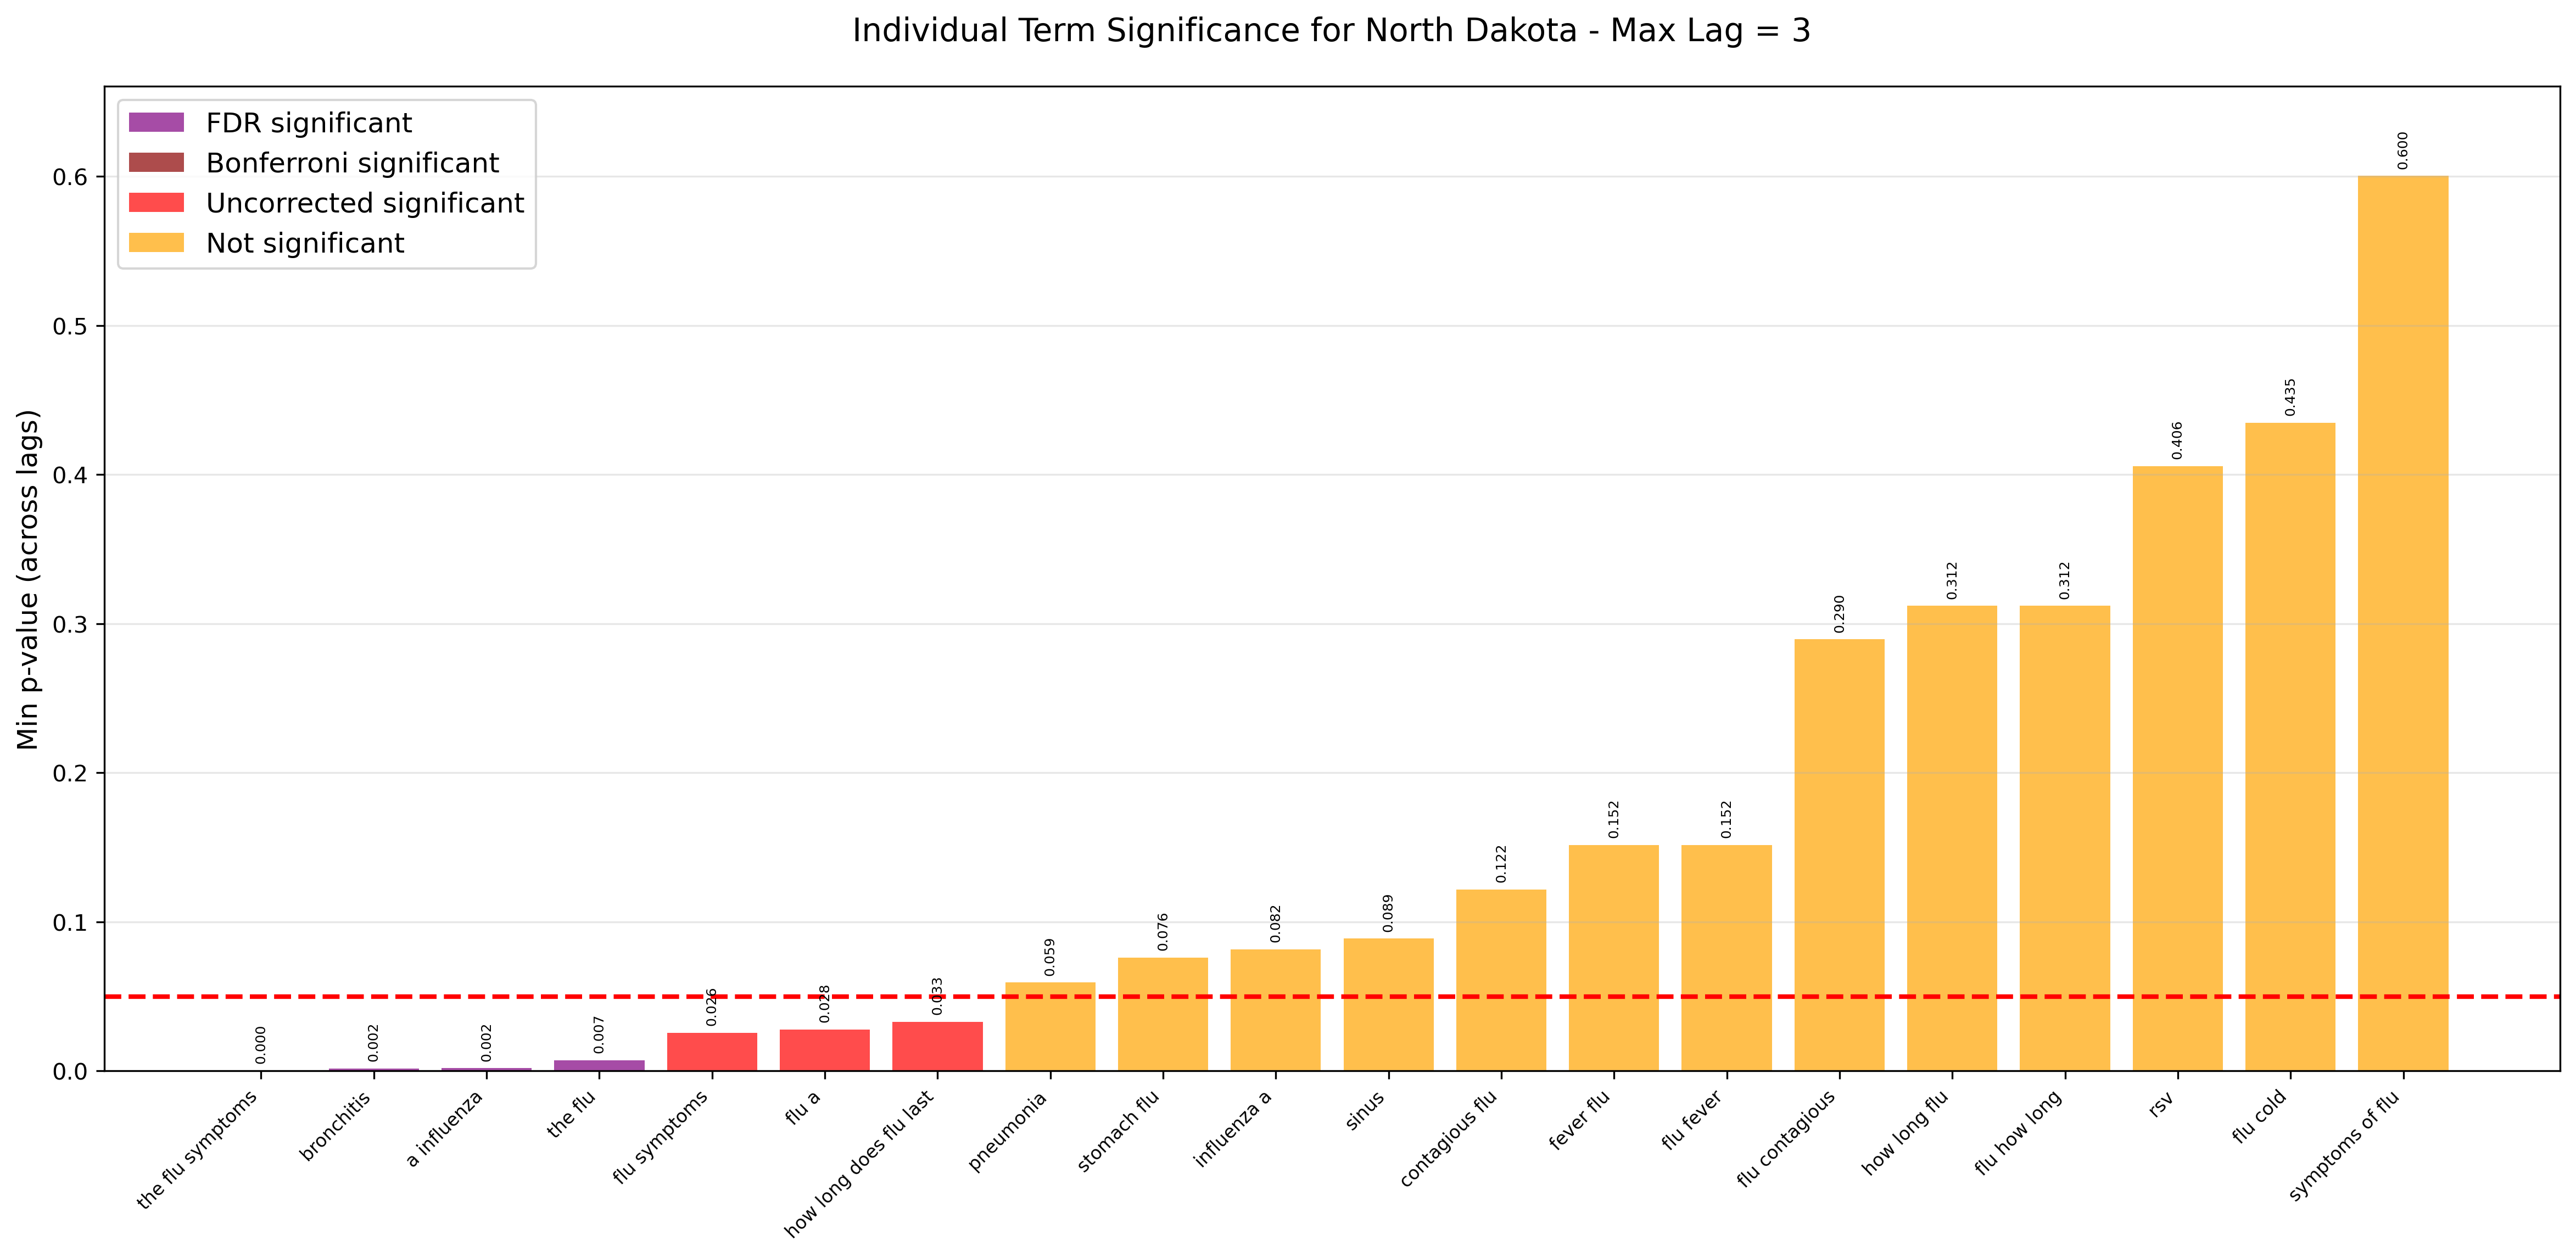 Individual Term Significance for North Dakota - Max Lag = 3
FDR significant
Bonferroni significant
Uncorrected significant
Not significant
Min p-value (across lags)
0.6
0.5
0.4
0.3
0.2
0.1
0.0
0.000
0.002
0.002
0.007
0.026
0.028
0.033
0.059
0.076
0.082
0.089
0.122
0.152
0.152
0.290
0.312
0.312
0.406
0.435
0.600
the flu symptoms
bronchitis
a influenza
the flu
flu symptoms
flu a
how long does flu last
pneumonia
stomach flu
influenza a
sinus
contagious flu
fever flu
flu fever
flu contagious
how long flu
flu how long
rsv
flu cold
symptoms of flu